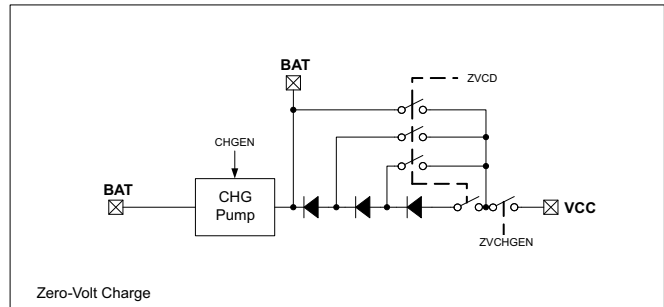 BAT
ZVCD
CHGEN
BAT
CHG
Pump
VCC
ZVCHGEN
Zero-Volt Charge